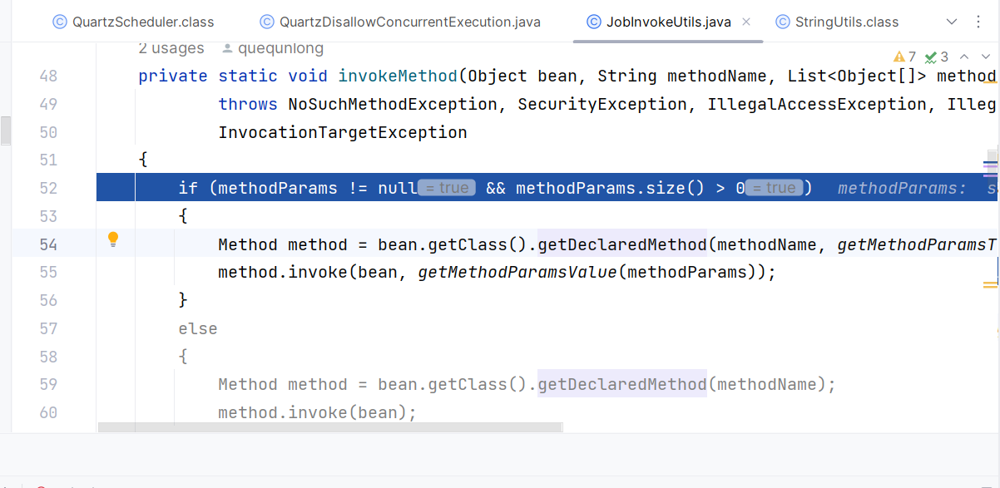 QuartzScheduler.class QuartzDisallowConcurrentExecution.java JobInvokeUtils.java StringUtils.class
2 usages quequnlong
7 3
48 private static void invokeMethod(Object bean, String methodName, List<Object[]> method
49 throws NoSuchMethodException, SecurityException, IllegalAccessException, Illeg
50 InvocationTargetException
51 {
52 if (methodParams != null = true && methodParams.size() > 0 = true ) methodParams: s
53 {
54 Method method = bean.getClass().getDeclaredMethod(methodName, getMethodParamsT
55 method.invoke(bean, getMethodParamsValue(methodParams));
56 }
57 else
58 {
59 Method method = bean.getClass().getDeclaredMethod(methodName);
60 method.invoke(bean);